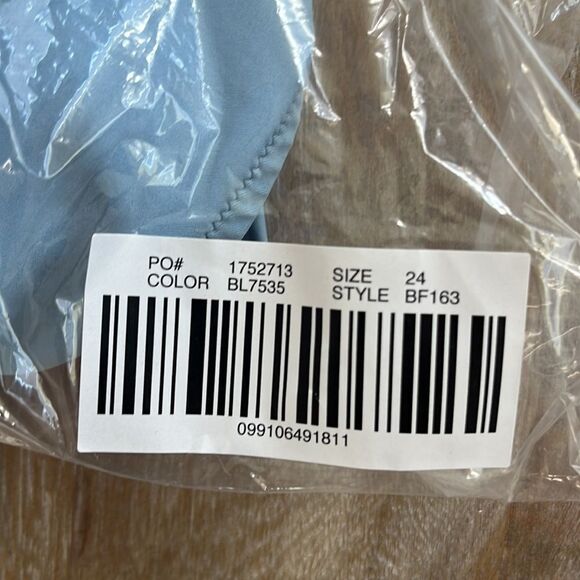 PO# 1752713 SIZE 24
COLOR BL7535 STYLE BF163
099106491811